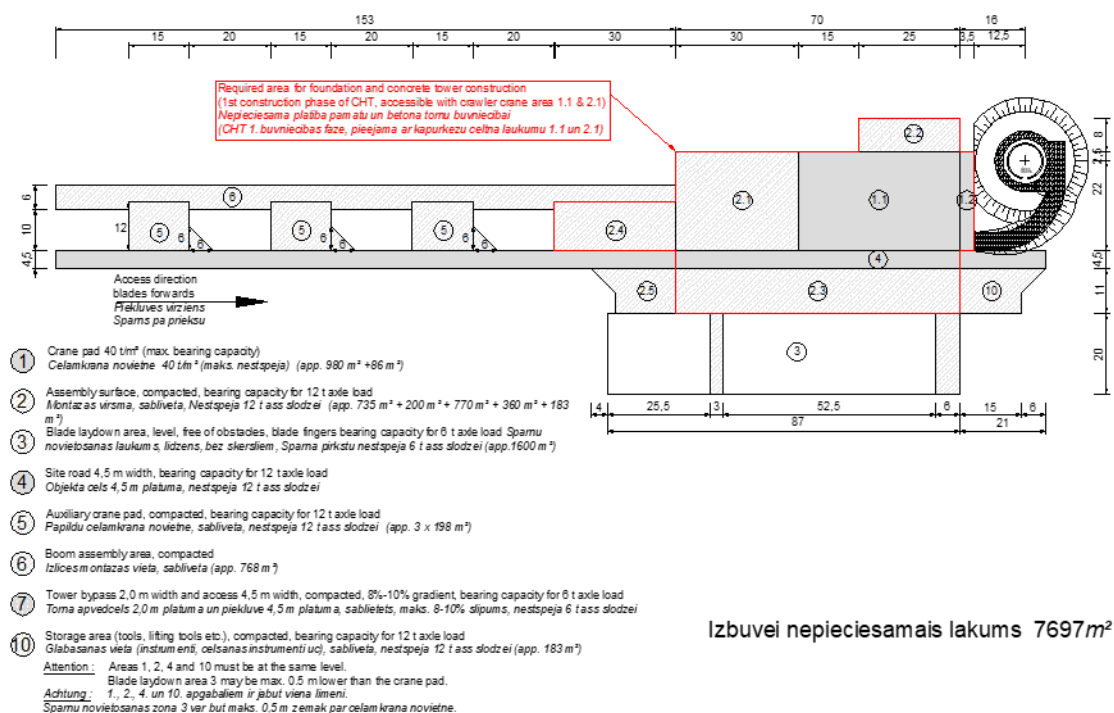 153
70
16
15
20
15
20
15
20
30
30
15
25
3,5
12,5
Required area for foundation and concrete tower construction
(1st construction phase of CHT, accessible with crawler crane area 1.1 & 2.1)
Nepieciesama platiba pamatu un betona tornu buvniecibai
(CHT 1. buvniecibas faze, pieejama ar kapurkezu celtna laukumu 1.1 un 2.1)
2.2
8
2,5
22
6
10
4,5
6
12
5
6
6
5
6
6
5
6
6
2.4
2.1
1.1
1.2
4
4,5
11
20
2.5
2.3
10
3
Access direction
blades forwards
Piekluves virziens
Sparns pa prieksu
4
25,5
3
52,5
6
15
6
87
21
1 Crane pad 40 t/m² (max. bearing capacity)
Celamkrana novietne 40 t/m² (maks. nestspeja) (app. 980 m² +86 m²)
2 Assembly surface, compacted, bearing capacity for 12 t axle load
Montazas virsma, sabliveta, Nestspeja 12 t ass slodzei (app. 735 m² + 200 m² + 770 m² + 360 m² + 183
m²)
3 Blade laydown area, level, free of obstacles, blade fingers bearing capacity for 6 t axle load Sparnu
novietosanas laukums, lidzens, bez skersliem, Sparna pirkstu nestspeja 6 t ass slodzei (app.1600 m²)
4 Site road 4,5 m width, bearing capacity for 12 t axle load
Objekta cels 4,5 m platuma, nestspeja 12 t ass slodzei
5 Auxiliary crane pad, compacted, bearing capacity for 12 t axle load
Papildu celamkrana novietne, sabliveta, nestspeja 12 t ass slodzei (app. 3 x 198 m²)
6 Boom assembly area, compacted
Izlices montazas vieta, sabliveta (app. 768 m²)
7 Tower bypass 2,0 m width and access 4,5 m width, compacted, 8%-10% gradient, bearing capacity for 6 t axle load
Torna apvedcels 2,0 m platuma un piekluve 4,5 m platuma, sablietets, maks. 8-10% slipums, nestspeja 6 t ass slodzei
10 Storage area (tools, lifting tools etc.), compacted, bearing capacity for 12 t axle load
Glabasanas vieta (instrumenti, celsanas instrumenti uc), sabliveta, nestspeja 12 t ass slodzei (app. 183 m²)
Attention : Areas 1, 2, 4 and 10 must be at the same level.
Blade laydown area 3 may be max. 0.5 m lower than the crane pad.
Achtung : 1., 2., 4. un 10. apgabaliem ir jabut viena limeni.
Sparnu novietosanas zona 3 var but maks. 0,5 m zemak par celamkrana novietne.
Izbuvei nepieciesamais lakums 7697m²